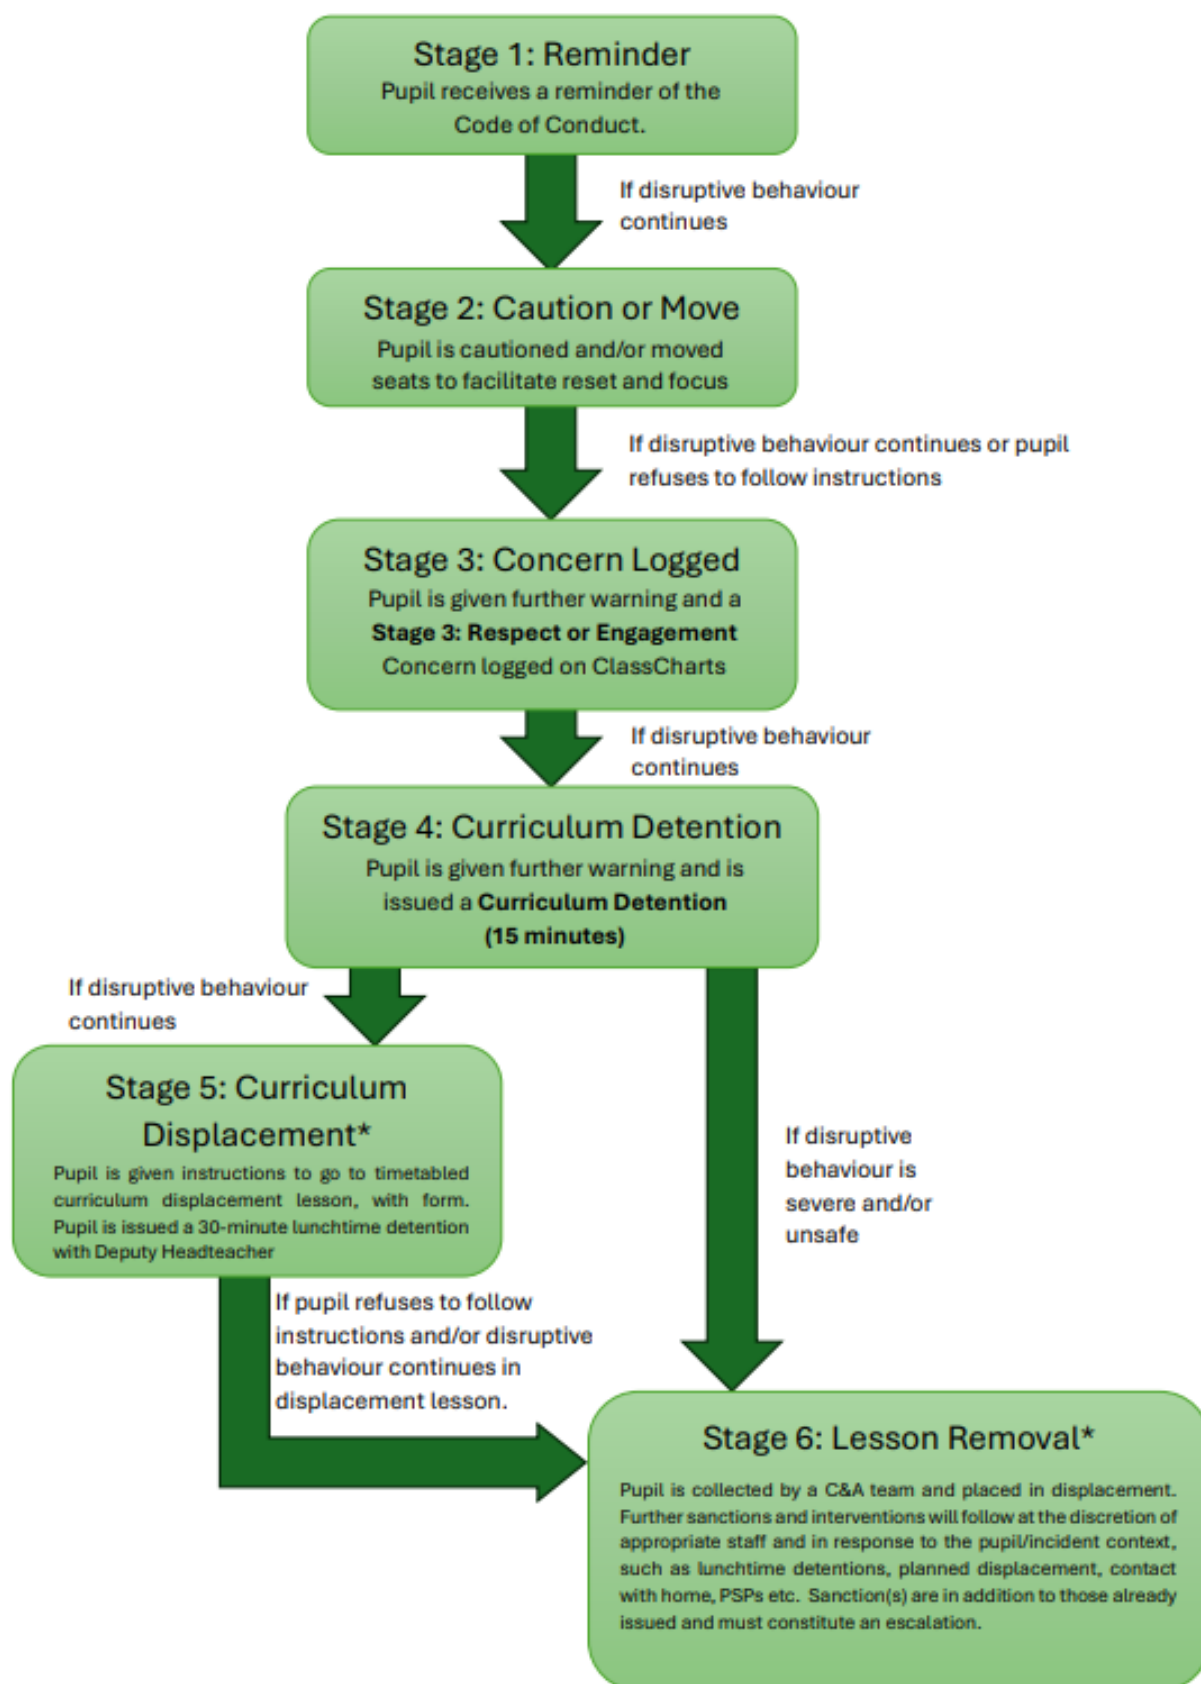 Stage 1: Reminder
Pupil receives a reminder of the
Code of Conduct.
If disruptive behaviour
continues
Stage 2: Caution or Move
Pupil is cautioned and/or moved
seats to facilitate reset and focus
If disruptive behaviour continues or pupil
refuses to follow instructions
Stage 3: Concern Logged
Pupil is given further warning and a
Stage 3: Respect or Engagement
Concern logged on ClassCharts
If disruptive behaviour
continues
Stage 4: Curriculum Detention
Pupil is given further warning and is
issued a Curriculum Detention
(15 minutes)
If disruptive behaviour
continues
Stage 5: Curriculum
Displacement*
Pupil is given instructions to go to timetabled
curriculum displacement lesson, with form.
Pupil is issued a 30-minute lunchtime detention
with Deputy Headteacher
If disruptive
behaviour is
severe and/or
unsafe
If pupil refuses to follow
instructions and/or disruptive
behaviour continues in
displacement lesson.
Stage 6: Lesson Removal*
Pupil is collected by a C&A team and placed in displacement.
Further sanctions and interventions will follow at the discretion of
appropriate staff and in response to the pupil/incident context,
such as lunchtime detentions, planned displacement, contact
with home, PSPs etc. Sanction(s) are in addition to those already
issued and must constitute an escalation.